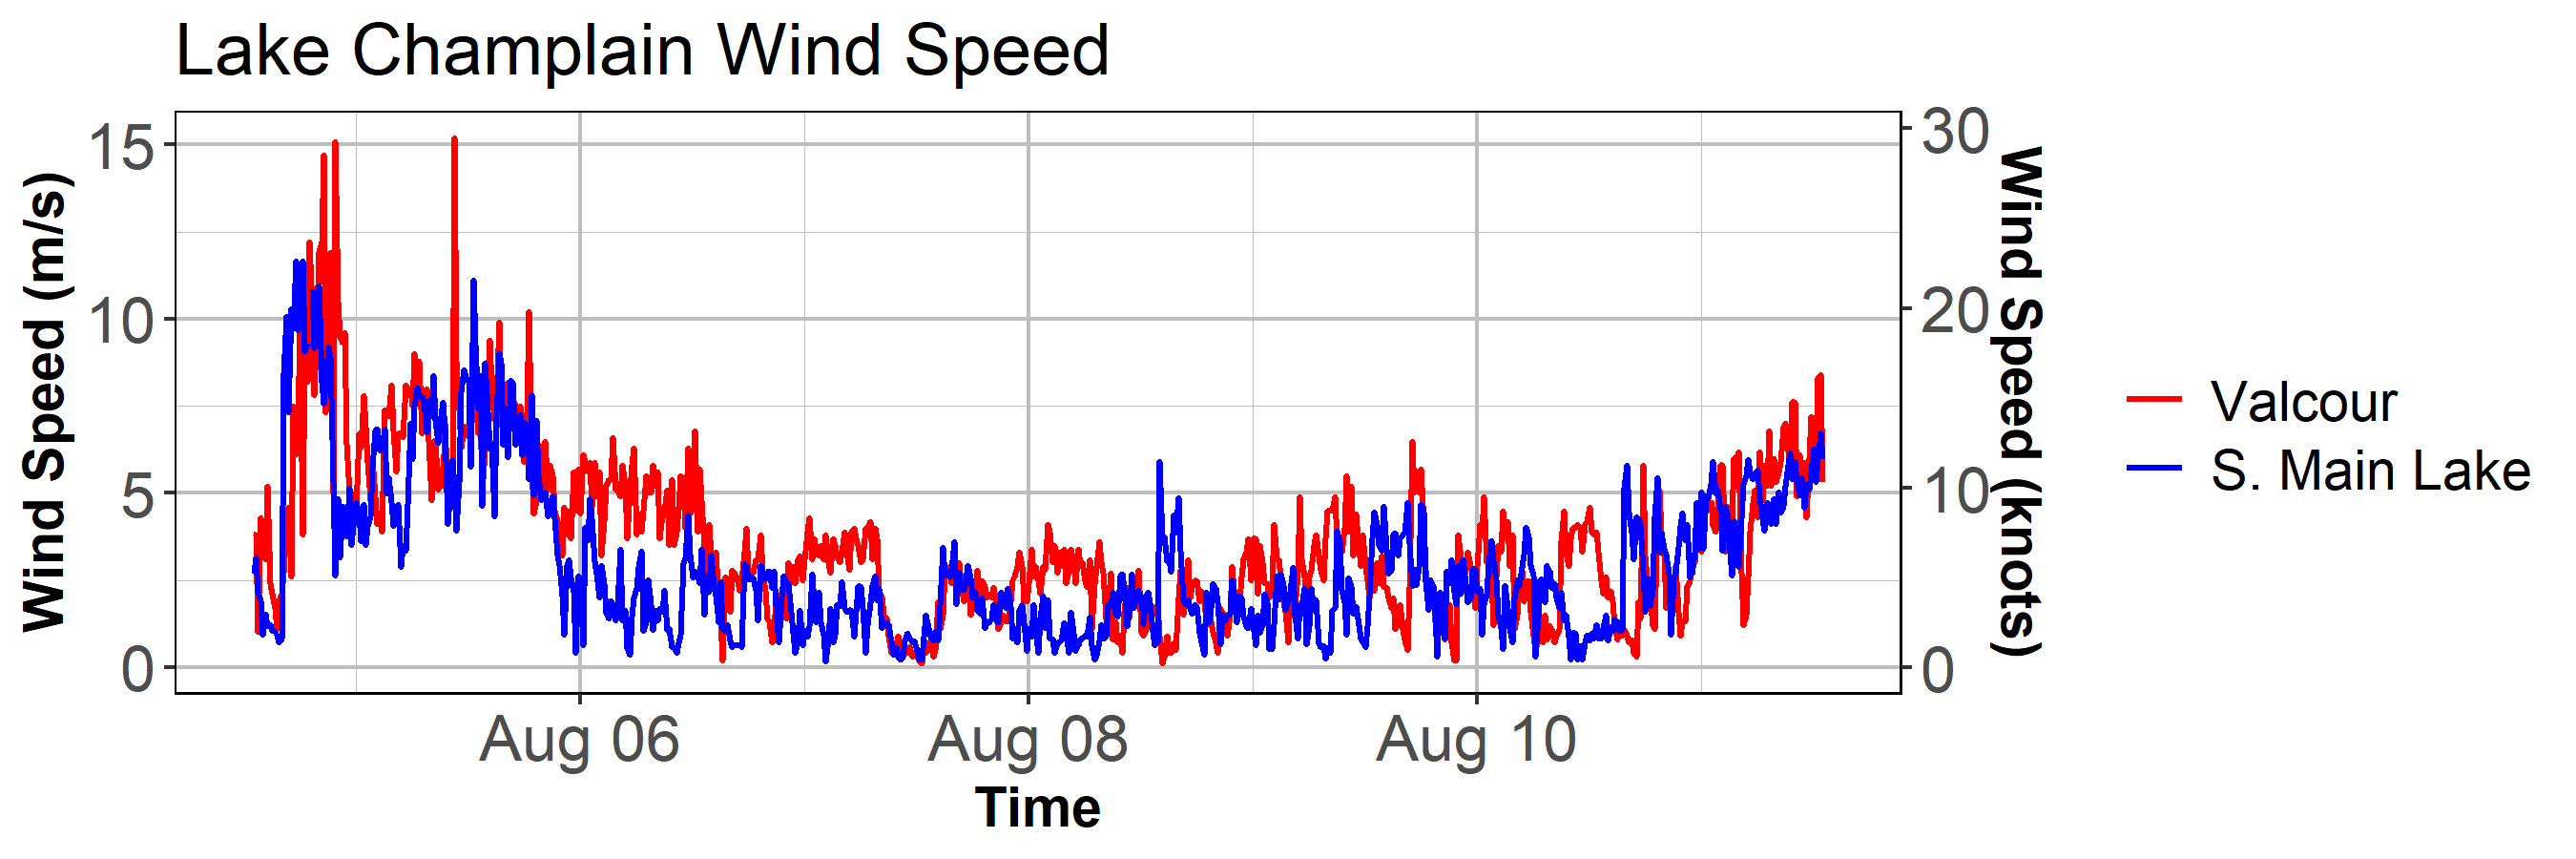 Lake Champlain Wind Speed
Wind Speed (m/s)
15
10
5
0
30
20
10
0
Wind Speed (knots)
Aug 06
Aug 08
Aug 10
Time
Valcour
S. Main Lake